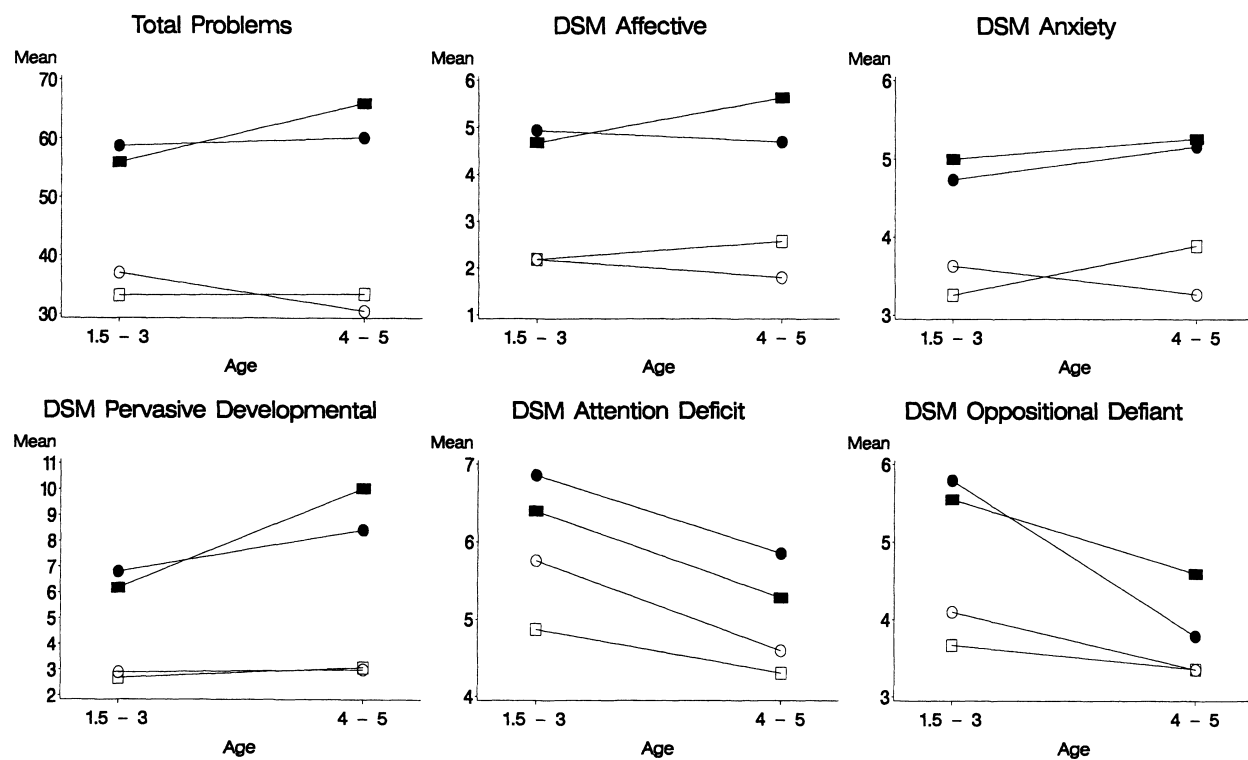 Total Problems
Mean
70
60
50
40
30
1.5 - 3
4 - 5
Age
DSM Affective
Mean
6
5
4
3
2
1
1.5 - 3
4 - 5
Age
DSM Anxiety
Mean
6
5
4
3
1.5 - 3
4 - 5
Age
DSM Pervasive Developmental
Mean
11
10
9
8
7
6
5
4
3
2
1.5 - 3
4 - 5
Age
DSM Attention Deficit
Mean
7
6
5
4
1.5 - 3
4 - 5
Age
DSM Oppositional Defiant
Mean
6
5
4
3
1.5 - 3
4 - 5
Age